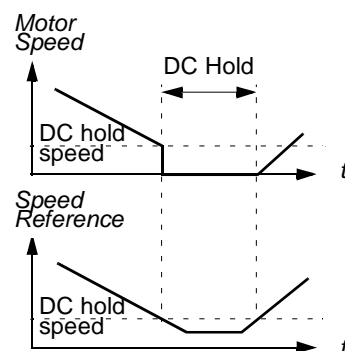 Motor
Speed
DC Hold
DC hold
speed
t
Speed
Reference
DC hold
speed
t